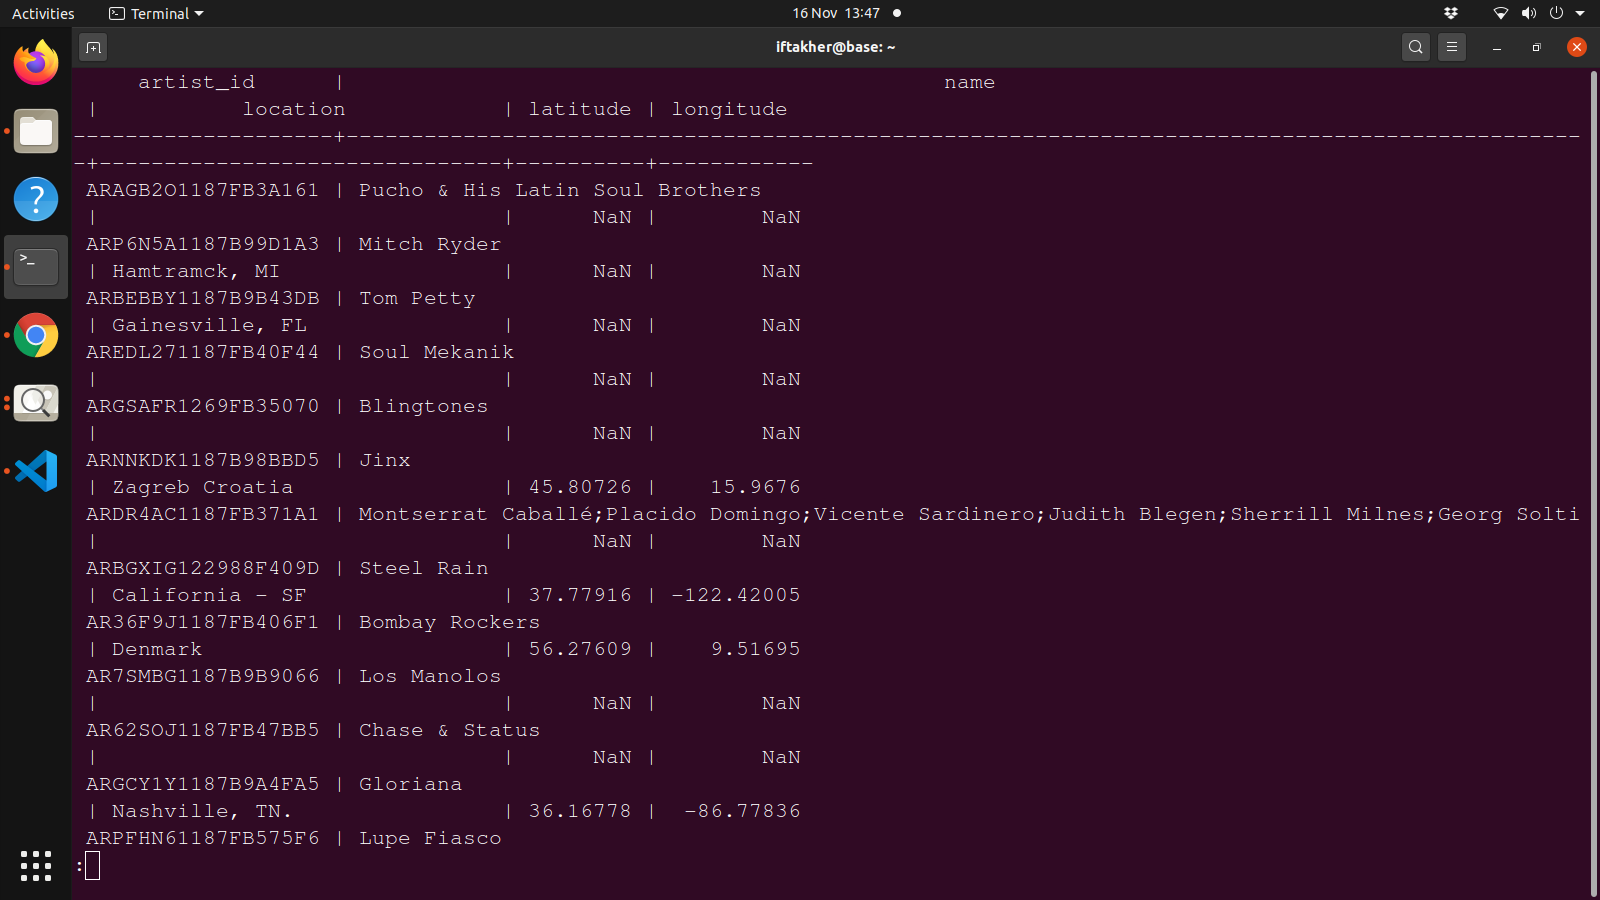 Activities Terminal 16 Nov 13:47
iftakher@base: ~
artist_id | name
| location | latitude | longitude
--------------------+-----------------------------------------------------------------------------------------------
-+-------------------------------+----------+------------
ARAGB2O1187FB3A161 | Pucho & His Latin Soul Brothers
| | NaN | NaN
ARP6N5A1187B99D1A3 | Mitch Ryder
| Hamtramck, MI | NaN | NaN
ARBEBBY1187B9B43DB | Tom Petty
| Gainesville, FL | NaN | NaN
AREDL271187FB40F44 | Soul Mekanik
| | NaN | NaN
ARGSAFR1269FB35070 | Blingtones
| | NaN | NaN
ARNNKDK1187B98BBD5 | Jinx
| Zagreb Croatia | 45.80726 | 15.9676
ARDR4AC1187FB371A1 | Montserrat Caballé;Placido Domingo;Vicente Sardinero;Judith Blegen;Sherrill Milnes;Georg Solti
| | NaN | NaN
ARBGXIG122988F409D | Steel Rain
| California - SF | 37.77916 | -122.42005
AR36F9J1187FB406F1 | Bombay Rockers
| Denmark | 56.27609 | 9.51695
AR7SMBG1187B9B9066 | Los Manolos
| | NaN | NaN
AR62SOJ1187FB47BB5 | Chase & Status
| | NaN | NaN
ARGCY1Y1187B9A4FA5 | Gloriana
| Nashville, TN. | 36.16778 | -86.77836
ARPFHN61187FB575F6 | Lupe Fiasco
: